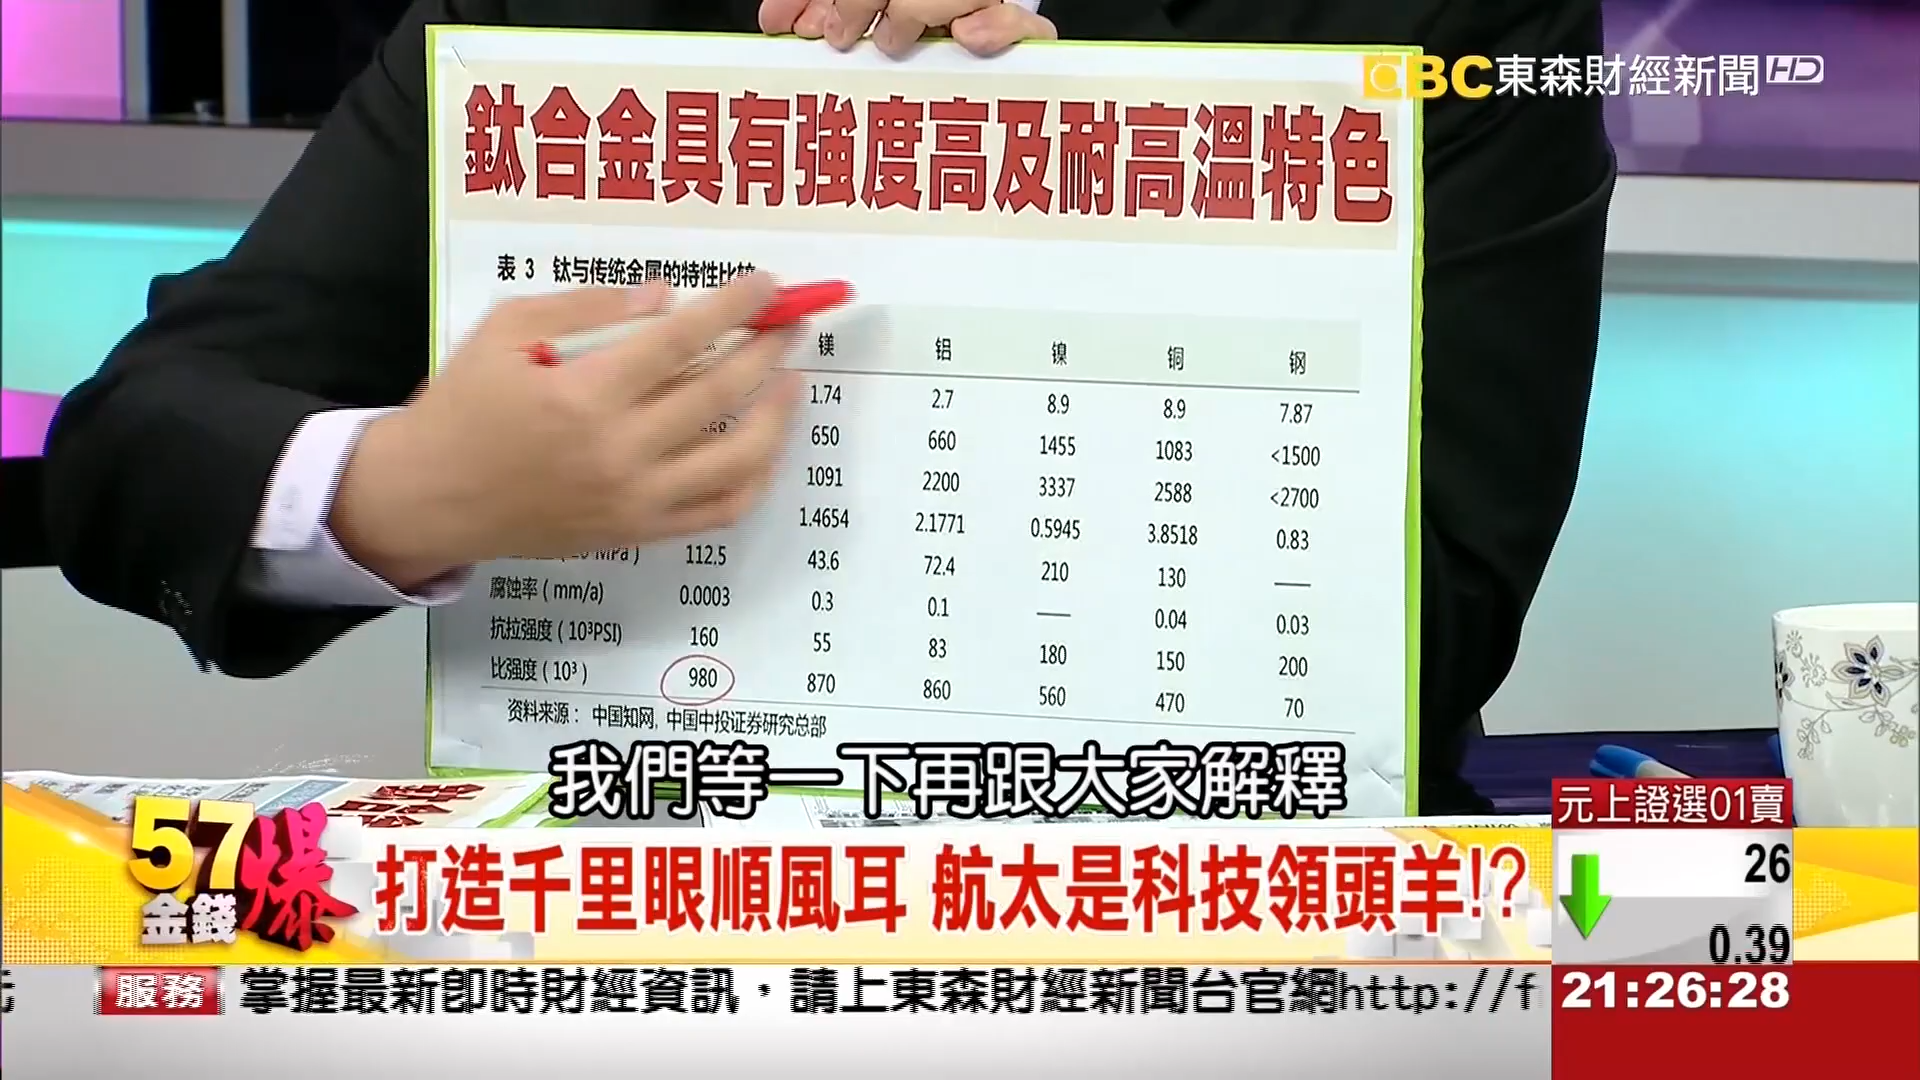 EBC東森財經新聞HD
鈦合金具有強度高及耐高溫特色
表 3 钛与传统金属的特性比较
镁 铝 镍 铜 钢
1.74 2.7 8.9 8.9 7.87
650 660 1455 1083 <1500
1091 2200 3337 2588 <2700
1.4654 2.1771 0.5945 3.8518 0.83
MPa) 112.5 43.6 72.4 210 130 —
腐蚀率 ( mm/a) 0.0003 0.3 0.1 — 0.04 0.03
抗拉强度 ( 10³PSI) 160 55 83 180 150 200
比强度 ( 10³ ) 980 870 860 560 470 70
资料来源： 中国知网, 中国中投证券研究总部
我們等一下再跟大家解釋
元上證選01賣
26
0.39
57金錢爆
打造千里眼順風耳 航太是科技領頭羊!?
服務 掌握最新即時財經資訊，請上東森財經新聞台官網http://f
21:26:28